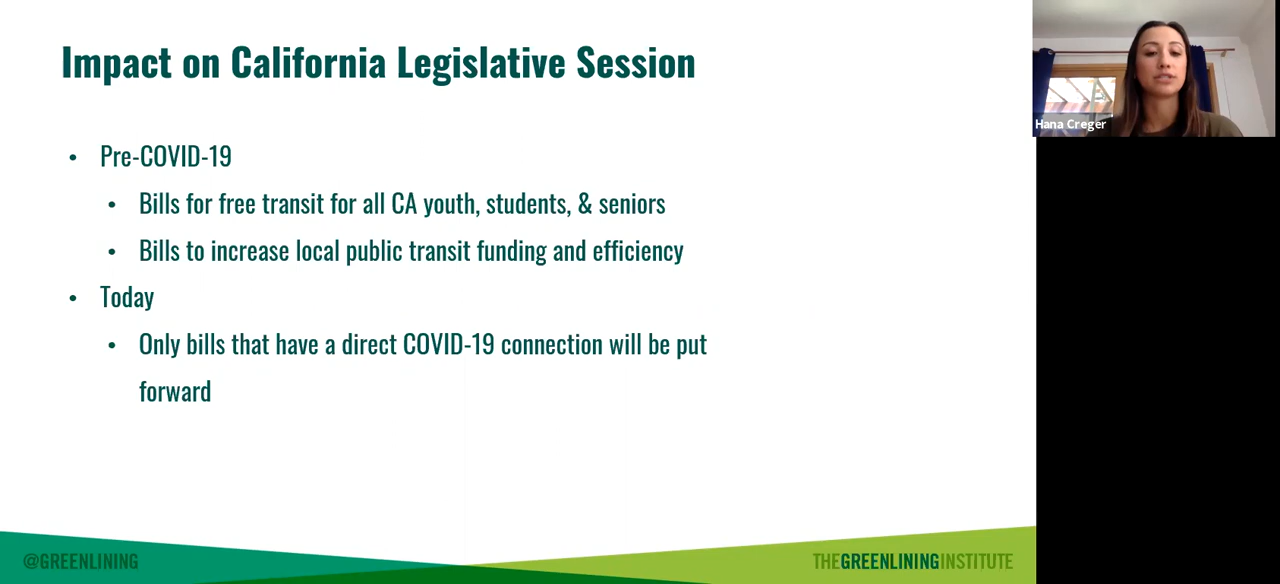 Impact on California Legislative Session
Hana Creger
• Pre-COVID-19
• Bills for free transit for all CA youth, students, & seniors
• Bills to increase local public transit funding and efficiency
• Today
• Only bills that have a direct COVID-19 connection will be put
forward
@GREENLINING
THEGREENLININGINSTITUTE